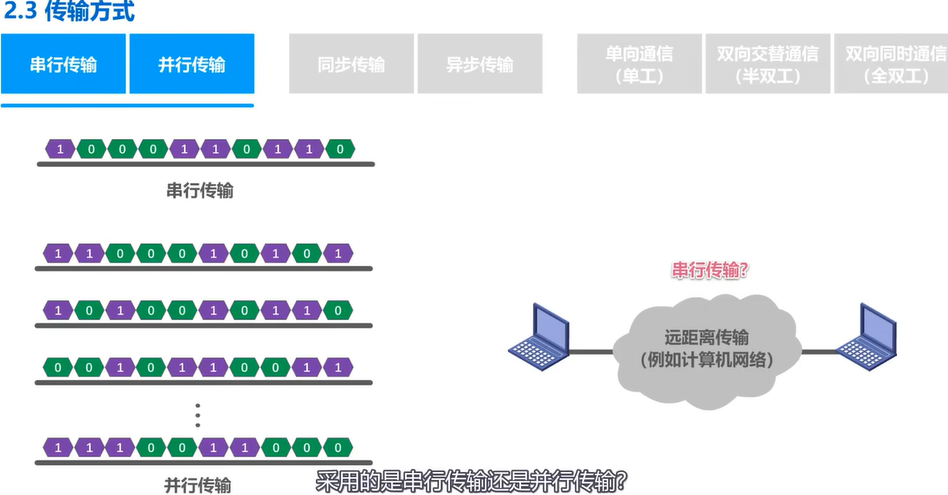 2.3 传输方式
串行传输
并行传输
同步传输
异步传输
单向通信
（单工）
双向交替通信
（半双工）
双向同时通信
（全双工）
1 0 0 0 1 1 0 1 1 0
串行传输
1 1 0 0 0 1 0 1 0 1
1 0 1 0 0 1 0 1 1 0
0 0 1 0 1 1 0 0 1 1
1 1 1 0 0 1 1 0 0 0
并行传输
串行传输?
远距离传输
（例如计算机网络）
采用的是串行传输还是并行传输?